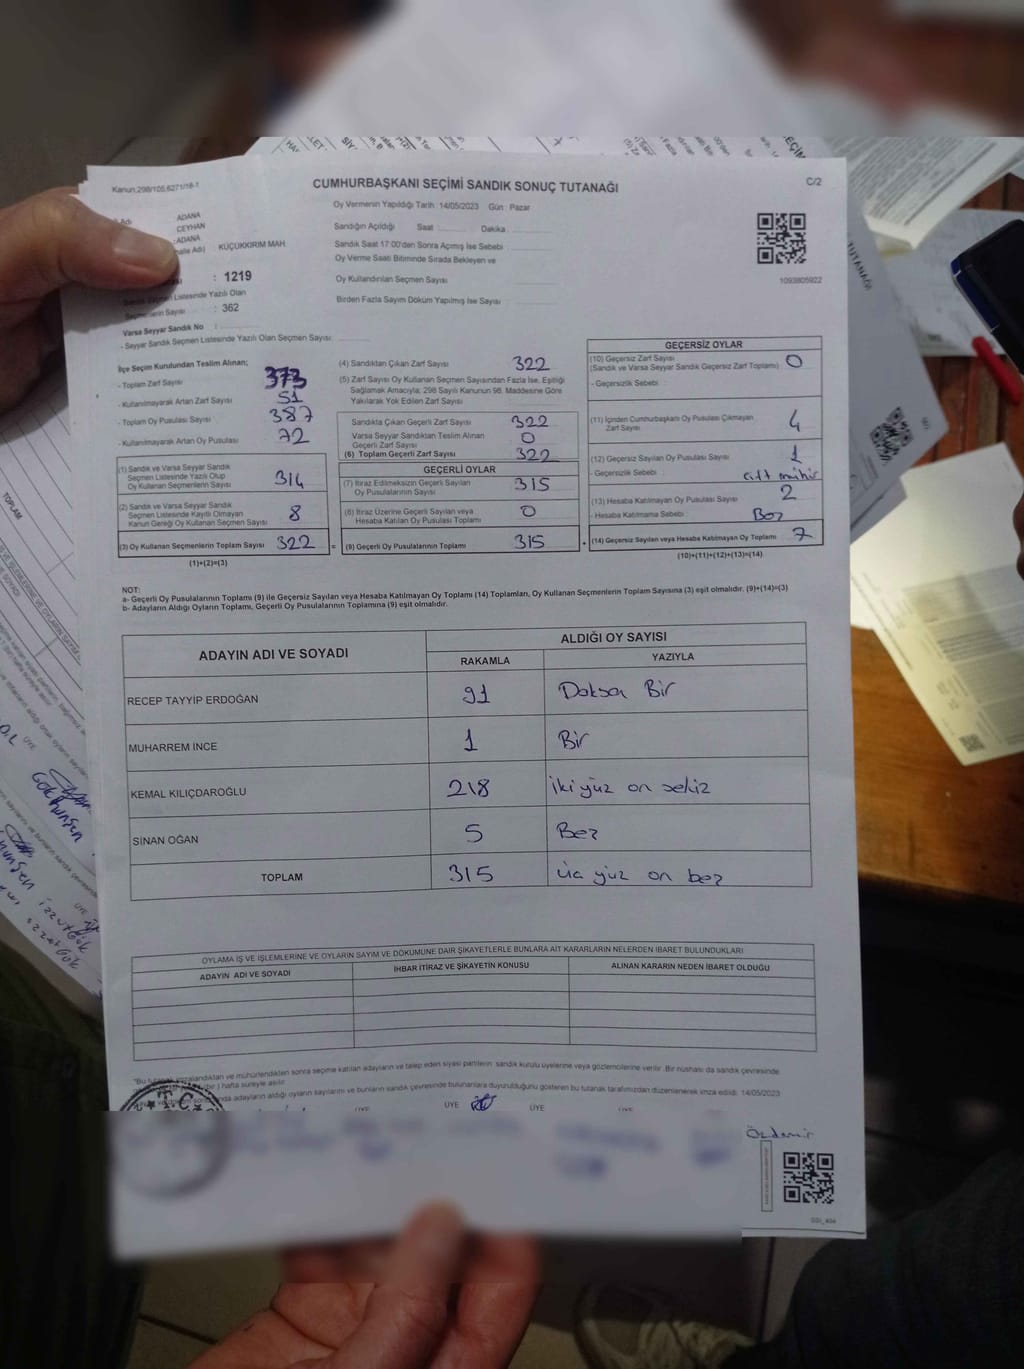 Kanun,298/105,6271/16-1
CUMHURBAŞKANI SEÇİMİ SANDIK SONUÇ TUTANAĞI
C/2
Oy Vermenin Yapıldığı Tarih : 14/05/2023 Gün : Pazar
Adı
ADANA
CEYHAN
:ADANA
KÜÇÜKKIRIM MAH
Sandığın Açıldığı Saat Dakika
Sandık Saat 17:00'dan Sonra Açmış İse Sebebi
Oy Verme Saati Bitiminde Sırada Bekleyen ve
Oy Kullandırılan Seçmen Sayısı
Birden Fazla Sayım Döküm Yapılmış İse Sayısı
1093805922
: 1219
Sandık Seçmen Listesinde Yazılı Olan
Seçmenlerin Sayısı : 362
Varsa Seyyar Sandık No :
- Seyyar Sandık Seçmen Listesinde Yazılı Olan Seçmen Sayısı:
İlçe Seçim Kurulundan Teslim Alınan;
- Toplam Zarf Sayısı 373
- Kullanılmayarak Artan Zarf Sayısı 51
- Toplam Oy Pusulası Sayısı 387
- Kullanılmayarak Artan Oy Pusulası 72
(1) Sandık ve Varsa Seyyar Sandık
Seçmen Listesinde Yazılı Olup
Oy Kullanan Seçmenlerin Sayısı 314
(2) Sandık ve Varsa Seyyar Sandık
Seçmen Listesinde Kayıtlı Olmayan
Kanun Gereği Oy Kullanan Seçmen Sayısı 8
(3) Oy Kullanan Seçmenlerin Toplam Sayısı 322 =
(1)+(2)=(3)
(4) Sandıktan Çıkan Zarf Sayısı 322
(5) Zarf Sayısı Oy Kullanan Seçmen Sayısından Fazla İse, Eşitliği
Sağlamak Amacıyla; 298 Sayılı Kanunun 98. Maddesine Göre
Yakılarak Yok Edilen Zarf Sayısı
Sandıkta Çıkan Geçerli Zarf Sayısı 322
Varsa Seyyar Sandıktan Teslim Alınan
Geçerli Zarf Sayısı 0
(6) Toplam Geçerli Zarf Sayısı 322
GEÇERLİ OYLAR
(7) İtiraz Edilmeksizin Geçerli Sayılan
Oy Pusulalarının Sayısı 315
(8) İtiraz Üzerine Geçerli Sayılan veya
Hesaba Katılan Oy Pusulası Toplamı 0
(9) Geçerli Oy Pusulalarının Toplamı 315 +
GEÇERSİZ OYLAR
(10) Geçersiz Zarf Sayısı
(Sandık ve Varsa Seyyar Sandık Geçersiz Zarf Toplamı) 0
- Geçersizlik Sebebi :
(11) İçinden Cumhurbaşkanı Oy Pusulası Çıkmayan
Zarf Sayısı 4
(12) Geçersiz Sayılan Oy Pusulası Sayısı 1
- Geçersizlik Sebebi : çift mühür
(13) Hesaba Katılmayan Oy Pusulası Sayısı 2
- Hesaba Katılmama Sebebi : Boş
(14) Geçersiz Sayılan veya Hesaba Katılmayan Oy Toplamı 7
(10)+(11)+(12)+(13)=(14)
NOT:
a- Geçerli Oy Pusulalarının Toplamı (9) ile Geçersiz Sayılan veya Hesaba Katılmayan Oy Toplamı (14) Toplamları, Oy Kullanan Seçmenlerin Toplam Sayısına (3) eşit olmalıdır. (9)+(14)=(3)
b- Adayların Aldığı Oyların Toplamı, Geçerli Oy Pusulalarının Toplamına (9) eşit olmalıdır.
ADAYIN ADI VE SOYADI ALDIĞI OY SAYISI
RAKAMLA YAZIYLA
RECEP TAYYİP ERDOĞAN 91 Doksan Bir
MUHARREM İNCE 1 Bir
KEMAL KILIÇDAROĞLU 218 İki yüz on sekiz
SİNAN OĞAN 5 Beş
TOPLAM 315 Üç yüz on beş
OYLAMA İŞ VE İŞLEMLERİNE VE OYLARIN SAYIM VE DÖKÜMÜNE DAİR ŞİKAYETLERLE BUNLARA AİT KARARLARIN NELERDEN İBARET BULUNDUKLARI
ADAYIN ADI VE SOYADI İHBAR İTİRAZ VE ŞİKAYETİN KONUSU ALINAN KARARIN NEDEN İBARET OLDUĞU
sonra seçime katılan adayların ve talep eden siyasi partilerin sandık kurulu üyelerine veya gözlemcilerine verilir. Bir nüshası da sandık çevresinde
) hafta süreyle asılır.
adayların aldığı oyların sayılarını ve bunların sandık çevresinde bulunanlara duyurulduğunu gösteren bu tutanak tarafımızdan düzenlenerek imza edildi. 14/05/2023
T.C.
ÜYE ÜYE ÜYE ÜYE
Özdemir
TOPLAM
TUTANAĞI
ÜYE
Gökhunşen
izzet Gök